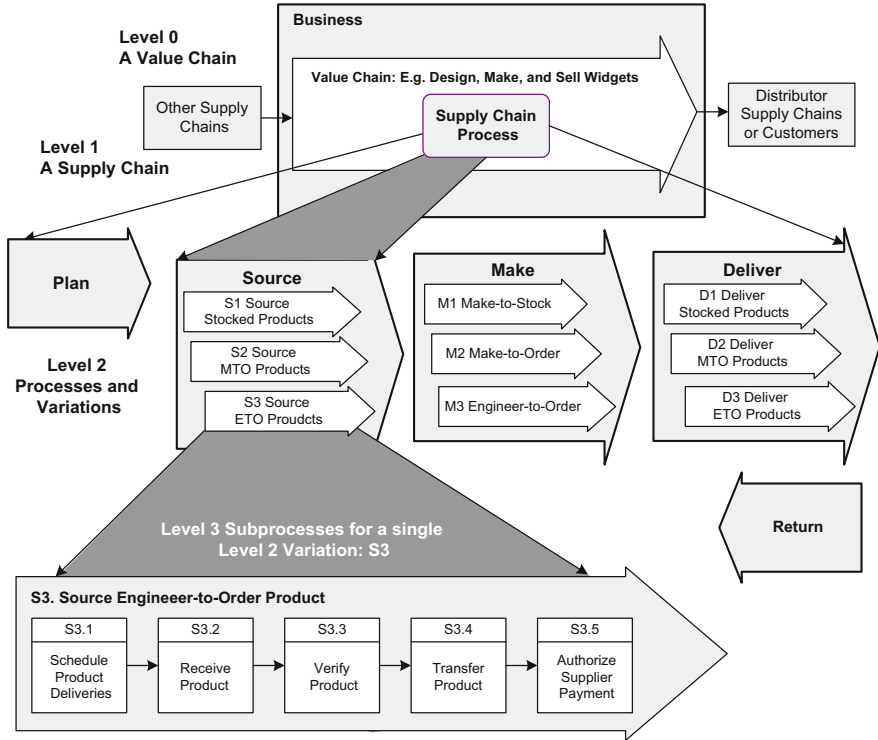 Level 0
A Value Chain
Business
Value Chain: E.g. Design, Make, and Sell Widgets
Other Supply
Chains
Supply Chain
Process
Distributor
Supply Chains
or Customers
Level 1
A Supply Chain
Plan
Source
S1 Source
Stocked Products
S2 Source
MTO Products
S3 Source
ETO Proudcts
Make
M1 Make-to-Stock
M2 Make-to-Order
M3 Engineer-to-Order
Deliver
D1 Deliver
Stocked Products
D2 Deliver
MTO Products
D3 Deliver
ETO Products
Level 2
Processes and
Variations
Return
Level 3 Subprocesses for a single
Level 2 Variation: S3
S3. Source Engineeer-to-Order Product
S3.1
Schedule
Product
Deliveries
S3.2
Receive
Product
S3.3
Verify
Product
S3.4
Transfer
Product
S3.5
Authorize
Supplier
Payment